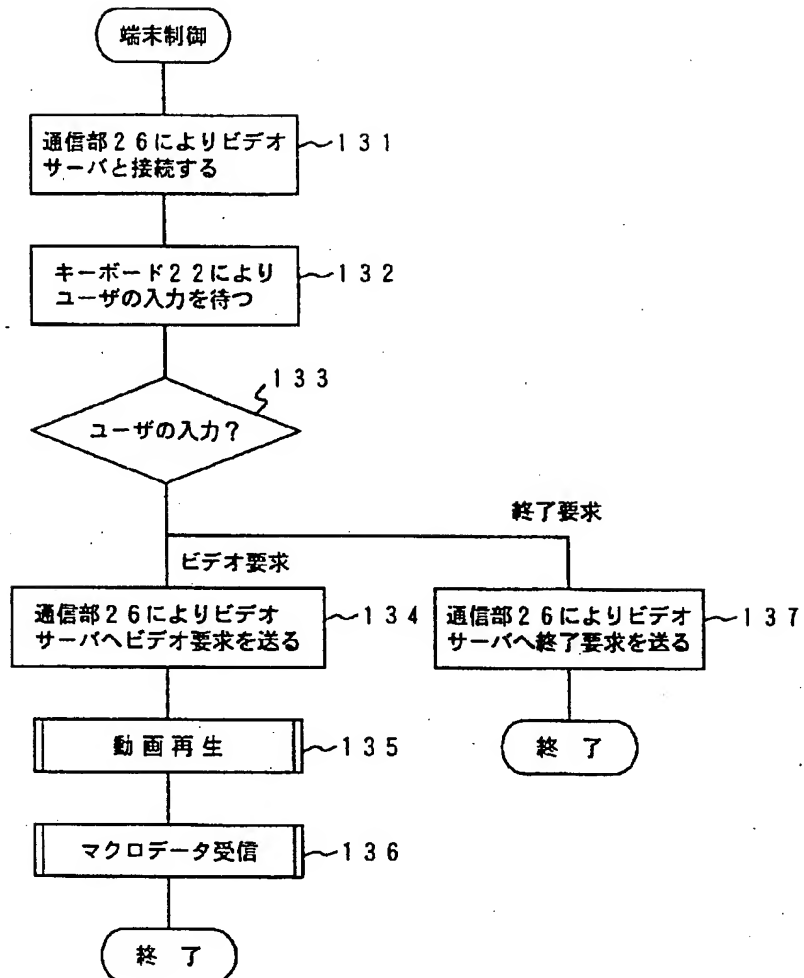 端末制御
通信部２６によりビデオ
サーバと接続する
１３１
キーボード２２により
ユーザの入力を待つ
１３２
１３３
ユーザの入力？
終了要求
ビデオ要求
通信部２６によりビデオ
サーバへビデオ要求を送る
１３４
通信部２６によりビデオ
サーバへ終了要求を送る
１３７
動画再生
１３５
終　了
マクロデータ受信
１３６
終　了